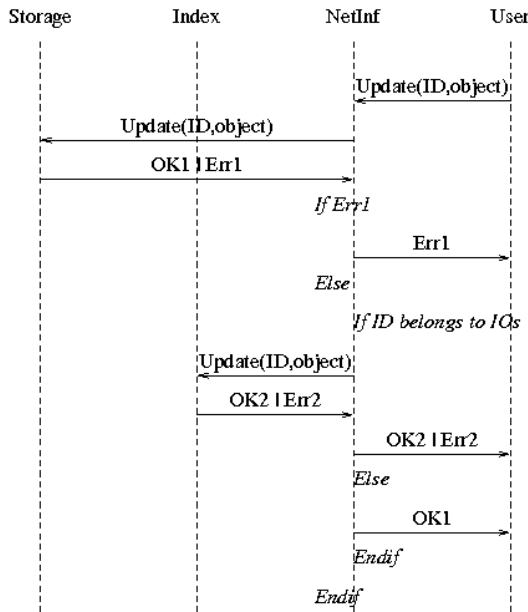 Storage Index NetInf User
Update(ID,object)
Update(ID,object)
OK1 | Err1
If Err1
Err1
Else
If ID belongs to IOs
Update(ID,object)
OK2 | Err2
OK2 | Err2
Else
OK1
Endif
Endif